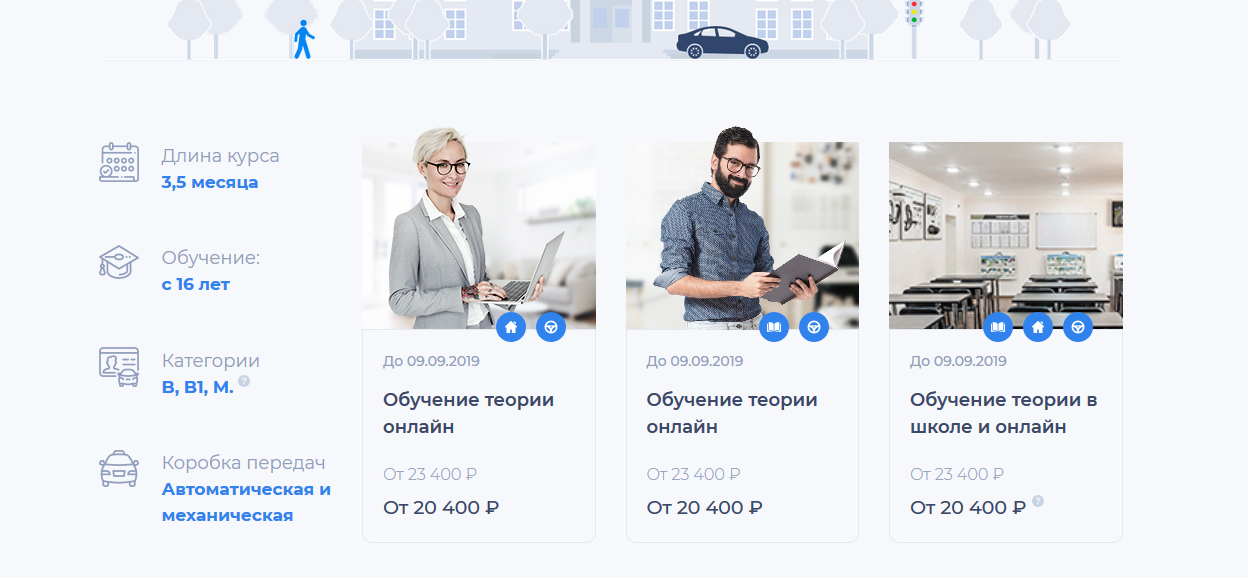 Длина курса
3,5 месяца
Обучение:
с 16 лет
Категории
B, B1, M. ?
Коробка передач
Автоматическая и
механическая
До 09.09.2019
Обучение теории
онлайн
От 23 400 ₽
От 20 400 ₽
До 09.09.2019
Обучение теории
онлайн
От 23 400 ₽
От 20 400 ₽
До 09.09.2019
Обучение теории в
школе и онлайн
От 23 400 ₽
От 20 400 ₽ ?